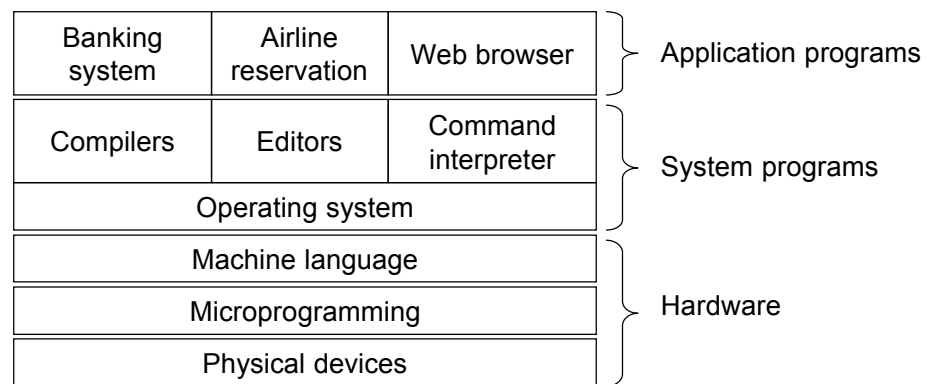 Banking
system
Airline
reservation
Web browser
Application programs
Compilers
Editors
Command
interpreter
System programs
Operating system
Machine language
Microprogramming
Hardware
Physical devices